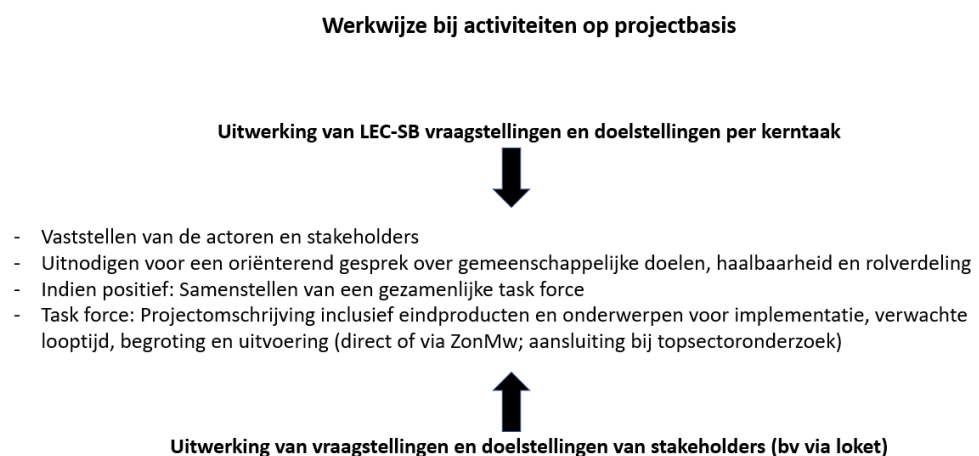 Werkwijze bij activiteiten op projectbasis
Uitwerking van LEC-SB vraagstellingen en doelstellingen per kerntaak
- Vaststellen van de actoren en stakeholders
- Uitnodigen voor een oriënterend gesprek over gemeenschappelijke doelen, haalbaarheid en rolverdeling
- Indien positief: Samenstellen van een gezamenlijke task force
- Task force: Projectomschrijving inclusief eindproducten en onderwerpen voor implementatie, verwachte
looptijd, begroting en uitvoering (direct of via ZonMw; aansluiting bij topsectoronderzoek)
Uitwerking van vraagstellingen en doelstellingen van stakeholders (bv via loket)